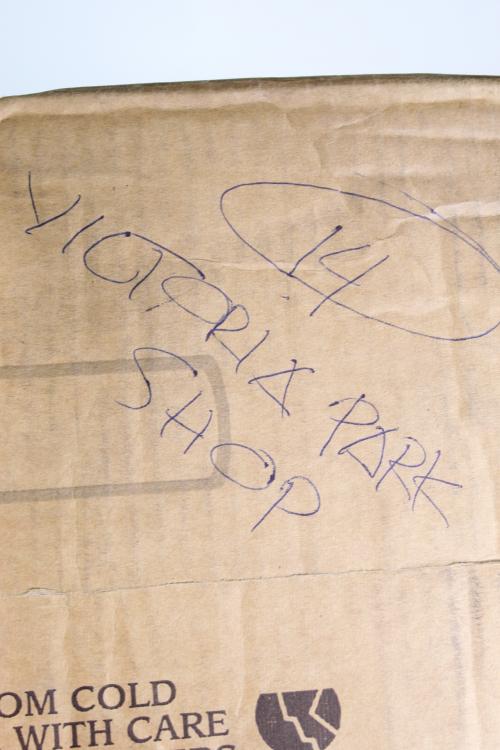 14
VICTORIA PARK
SHOP
OM COLD
WITH CARE